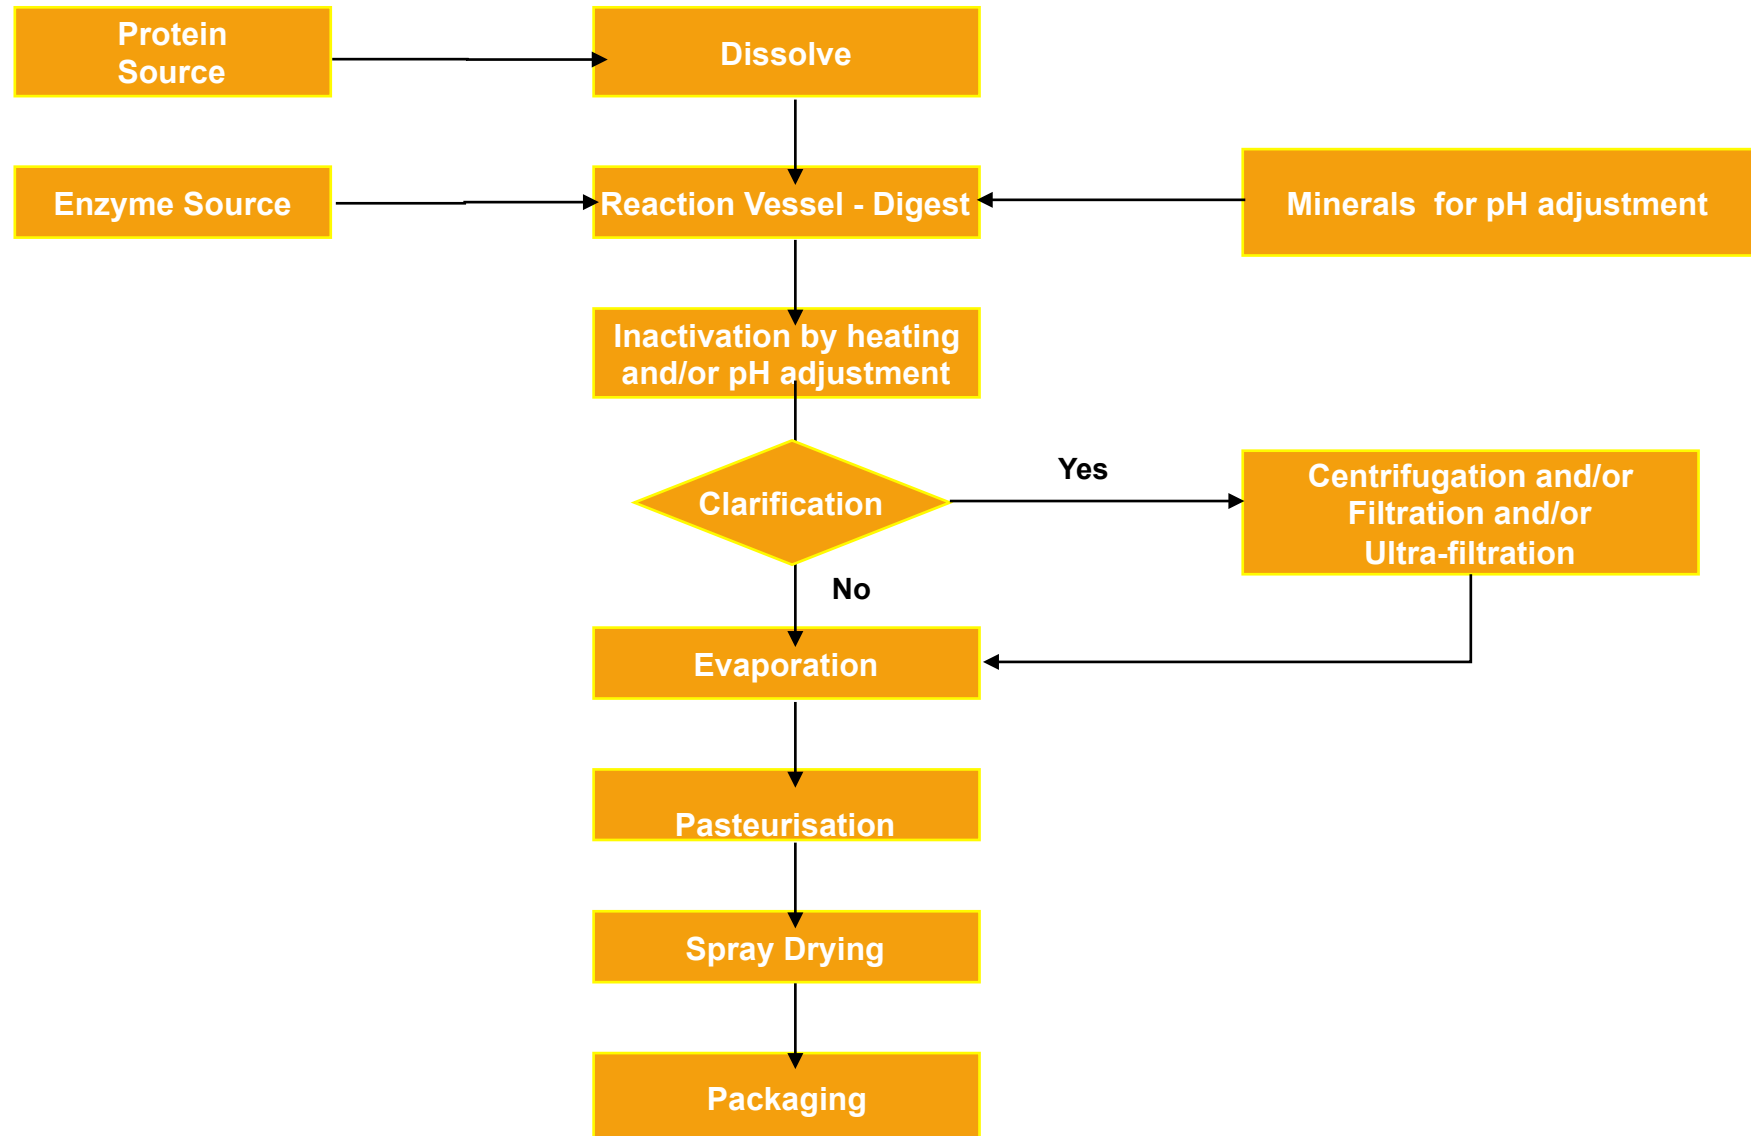 Protein
Source
Dissolve
Enzyme Source
Reaction Vessel - Digest
Minerals  for pH adjustment
Inactivation by heating
and/or pH adjustment
Clarification
Yes
Centrifugation and/or
Filtration and/or
Ultra-filtration
No
Evaporation
Pasteurisation
Spray Drying
Packaging